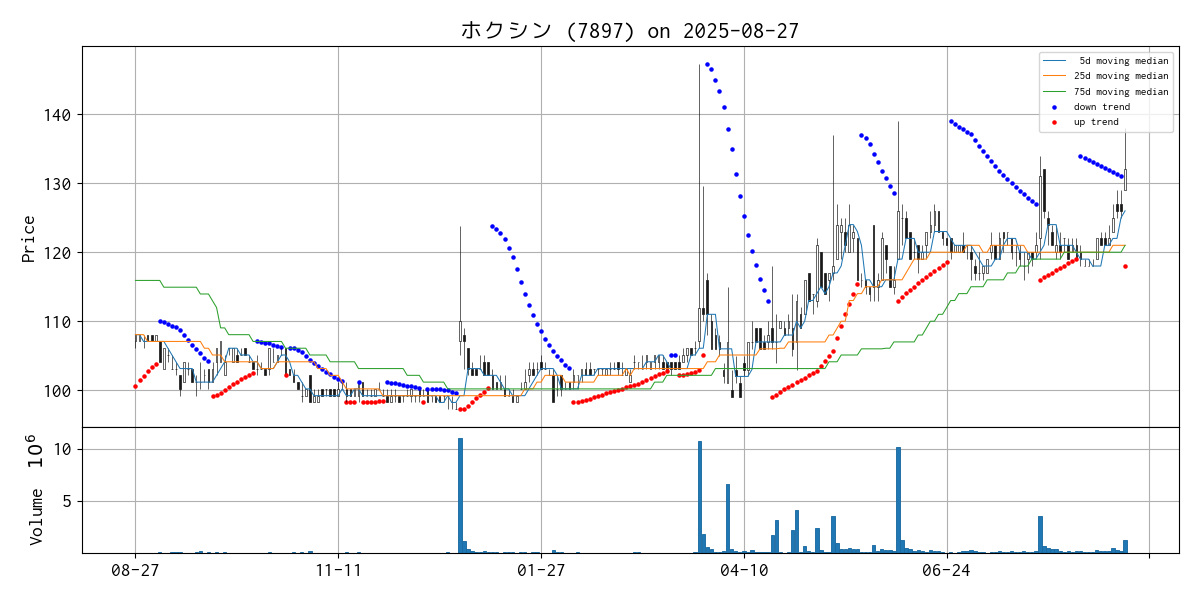 ホクシン (7897) on 2025-08-27
5d moving median
25d moving median
75d moving median
down trend
up trend
Price
140
130
120
110
100
Volume 10^6
10
5
08-27 11-11 01-27 04-10 06-24